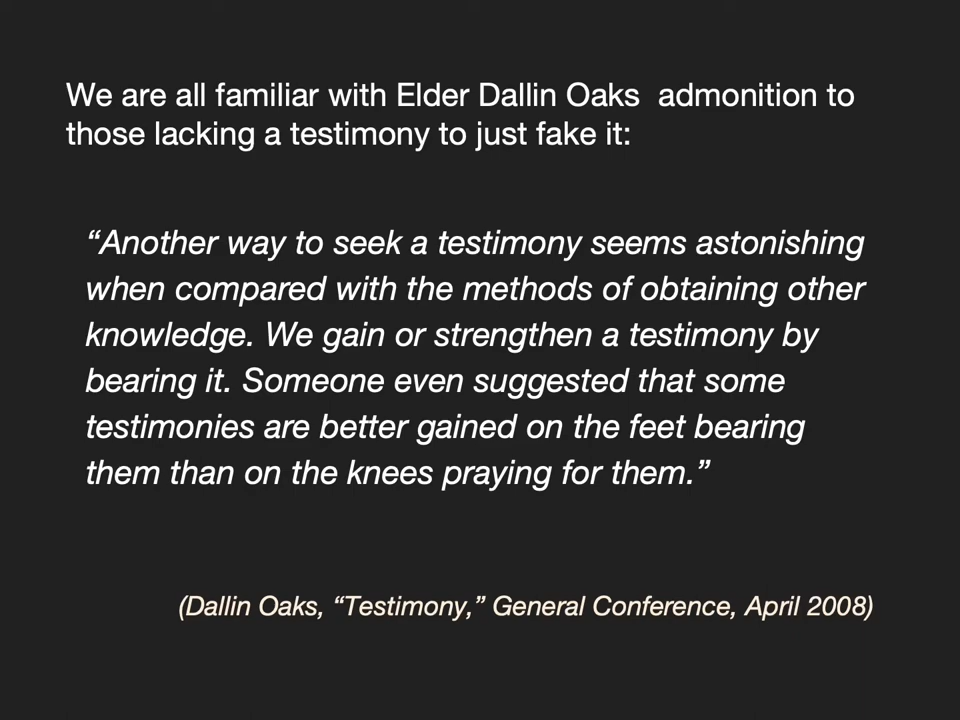 We are all familiar with Elder Dallin Oaks  admonition to
those lacking a testimony to just fake it:
“Another way to seek a testimony seems astonishing
when compared with the methods of obtaining other
knowledge. We gain or strengthen a testimony by
bearing it. Someone even suggested that some
testimonies are better gained on the feet bearing
them than on the knees praying for them.”
(Dallin Oaks, “Testimony,” General Conference, April 2008)